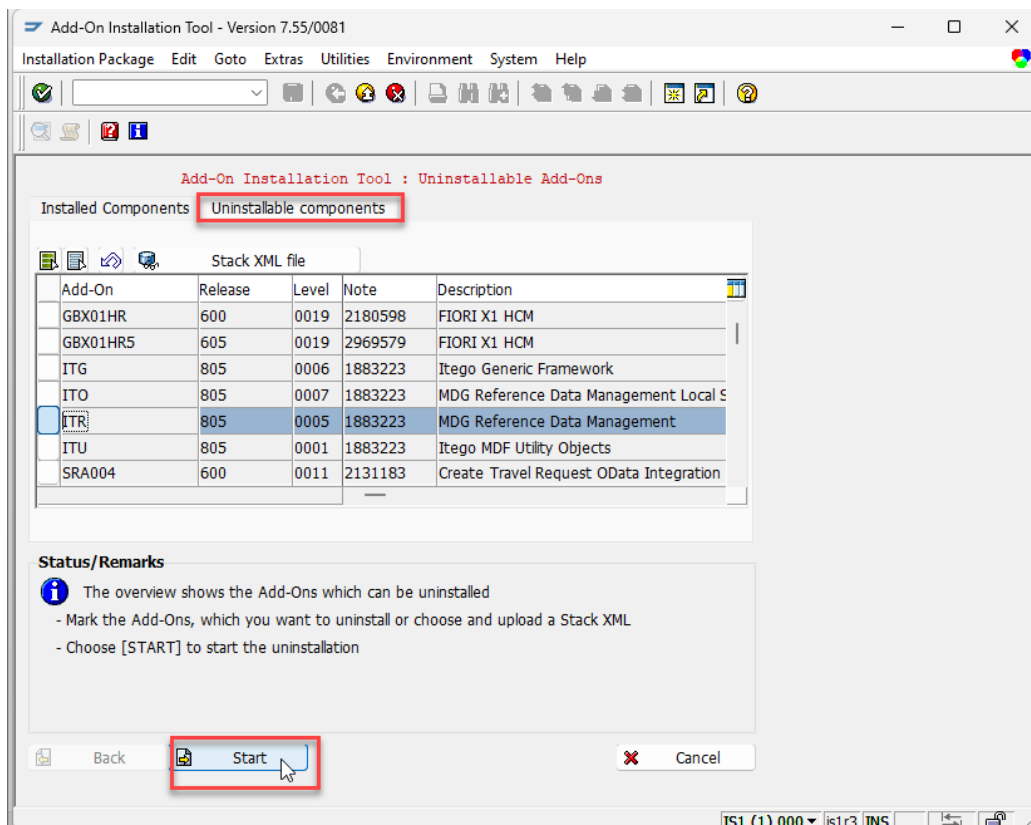 Add-On Installation Tool - Version 7.55/0081
Installation Package Edit Goto Extras Utilities Environment System Help
Add-On Installation Tool : Uninstallable Add-Ons
Installed Components Uninstallable components
Stack XML file
Add-On Release Level Note Description
GBX01HR 600 0019 2180598 FIORI X1 HCM
GBX01HR5 605 0019 2969579 FIORI X1 HCM
ITG 805 0006 1883223 Itego Generic Framework
ITO 805 0007 1883223 MDG Reference Data Management Local S
ITR 805 0005 1883223 MDG Reference Data Management
ITU 805 0001 1883223 Itego MDF Utility Objects
SRA004 600 0011 2131183 Create Travel Request OData Integration
Status/Remarks
The overview shows the Add-Ons which can be uninstalled
- Mark the Add-Ons, which you want to uninstall or choose and upload a Stack XML
- Choose [START] to start the uninstallation
Back Start Cancel
IS1 (1) 000 is1r3 INS